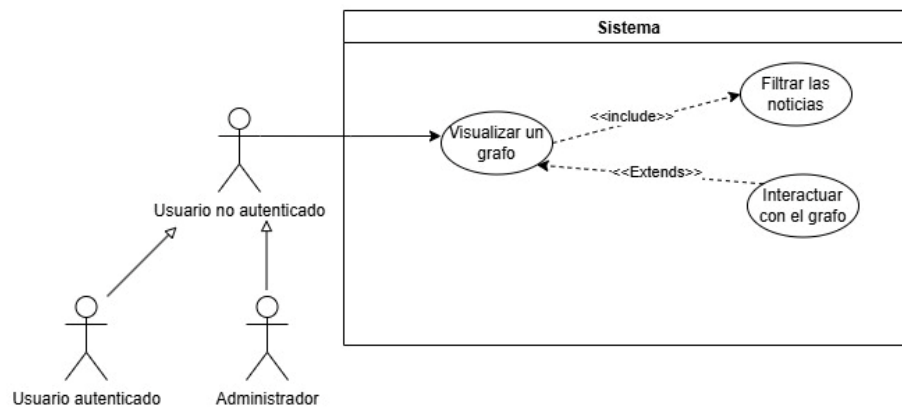 Sistema
Filtrar las
noticias
<<include>>
Visualizar un
grafo
<<Extends>>
Interactuar
con el grafo
Usuario no autenticado
Usuario autenticado
Administrador